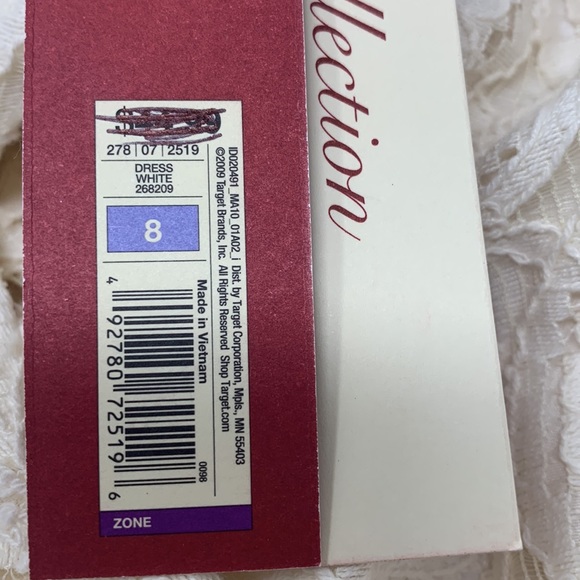 llection
278 | 07 | 2519
DRESS
WHITE
268209
8
ID020491_MA10_01A02_i Dist. by Target Corporation, Mpls., MN 55403
©2009 Target Brands, Inc. All Rights Reserved Shop Target.com
Made in Vietnam
0098
4 92780 72519 6
ZONE